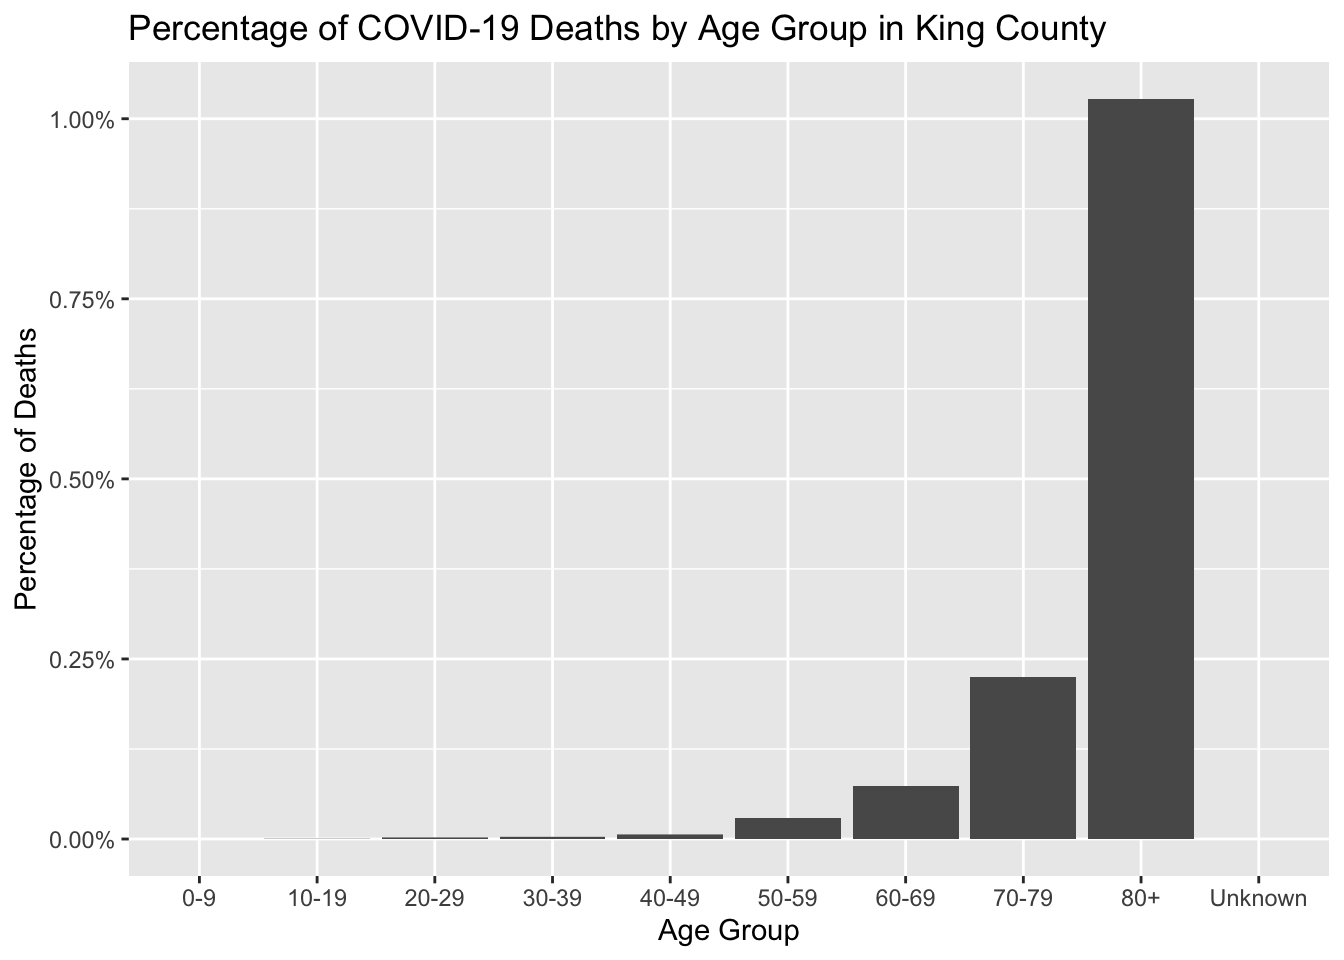 Percentage of COVID-19 Deaths by Age Group in King County
Percentage of Deaths
1.00%
0.75%
0.50%
0.25%
0.00%
0-9 10-19 20-29 30-39 40-49 50-59 60-69 70-79 80+ Unknown
Age Group